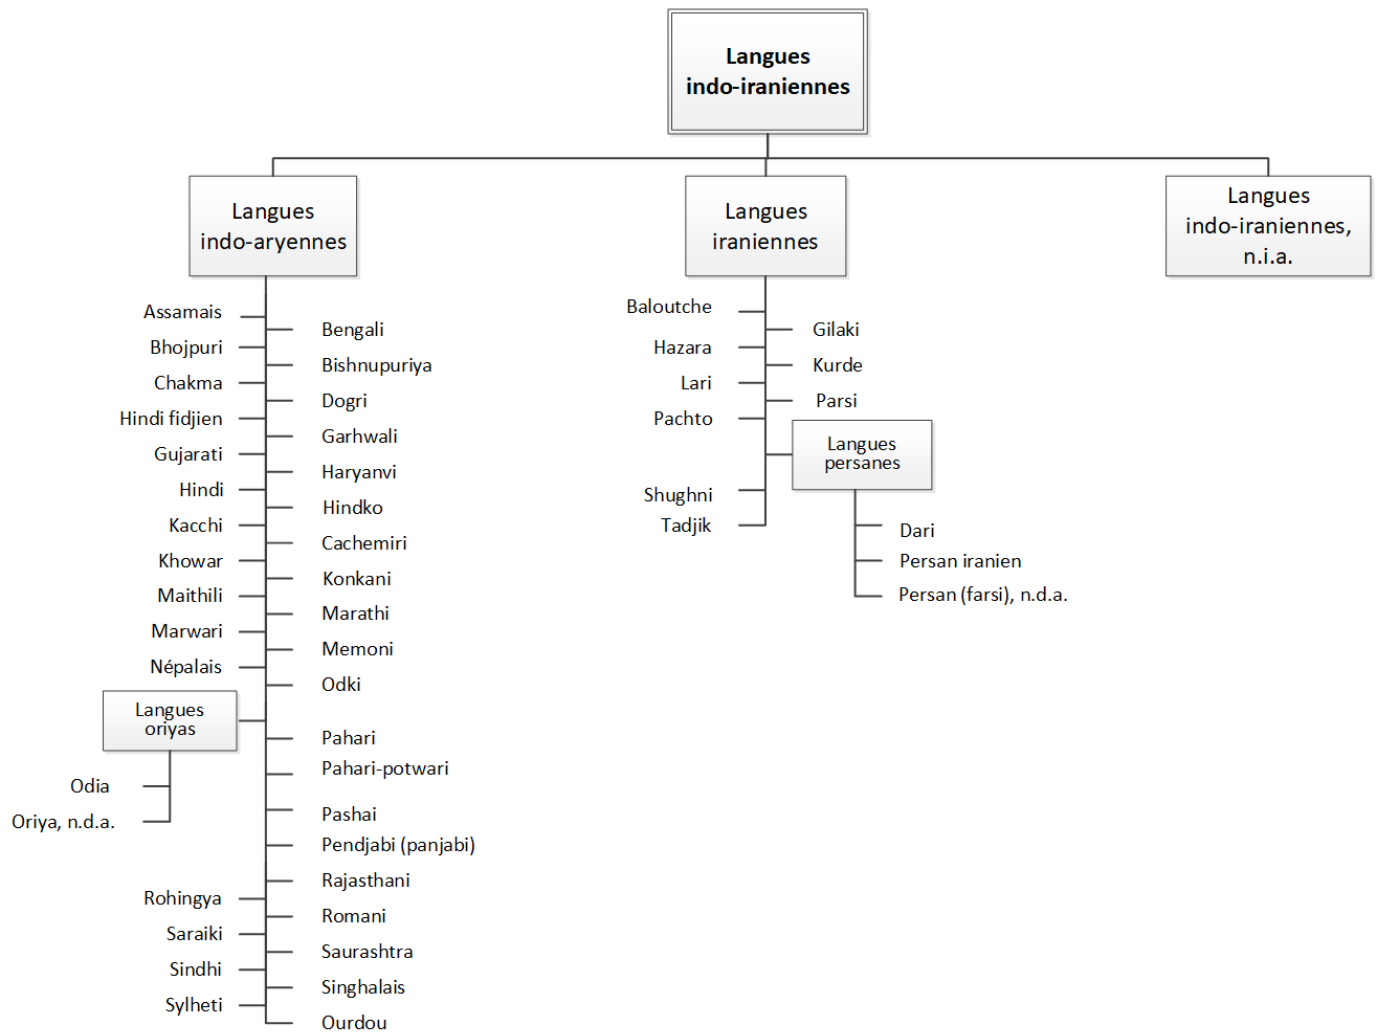 Langues
indo-iraniennes
Langues
indo-aryennes
Langues
iraniennes
Langues
indo-iraniennes,
n.i.a.
Assamais
Bengali
Bhojpuri
Bishnupuriya
Chakma
Dogri
Hindi fidjien
Garhwali
Gujarati
Haryanvi
Hindi
Hindko
Kacchi
Cachemiri
Khowar
Konkani
Maithili
Marathi
Marwari
Memoni
Népalais
Odki
Langues
oriyas
Odia
Oriya, n.d.a.
Pahari
Pahari-potwari
Pashai
Pendjabi (panjabi)
Rajasthani
Rohingya
Romani
Saraiki
Saurashtra
Sindhi
Singhalais
Sylheti
Ourdou
Baloutche
Gilaki
Hazara
Kurde
Lari
Parsi
Pachto
Langues
persanes
Dari
Persan iranien
Persan (farsi), n.d.a.
Shughni
Tadjik